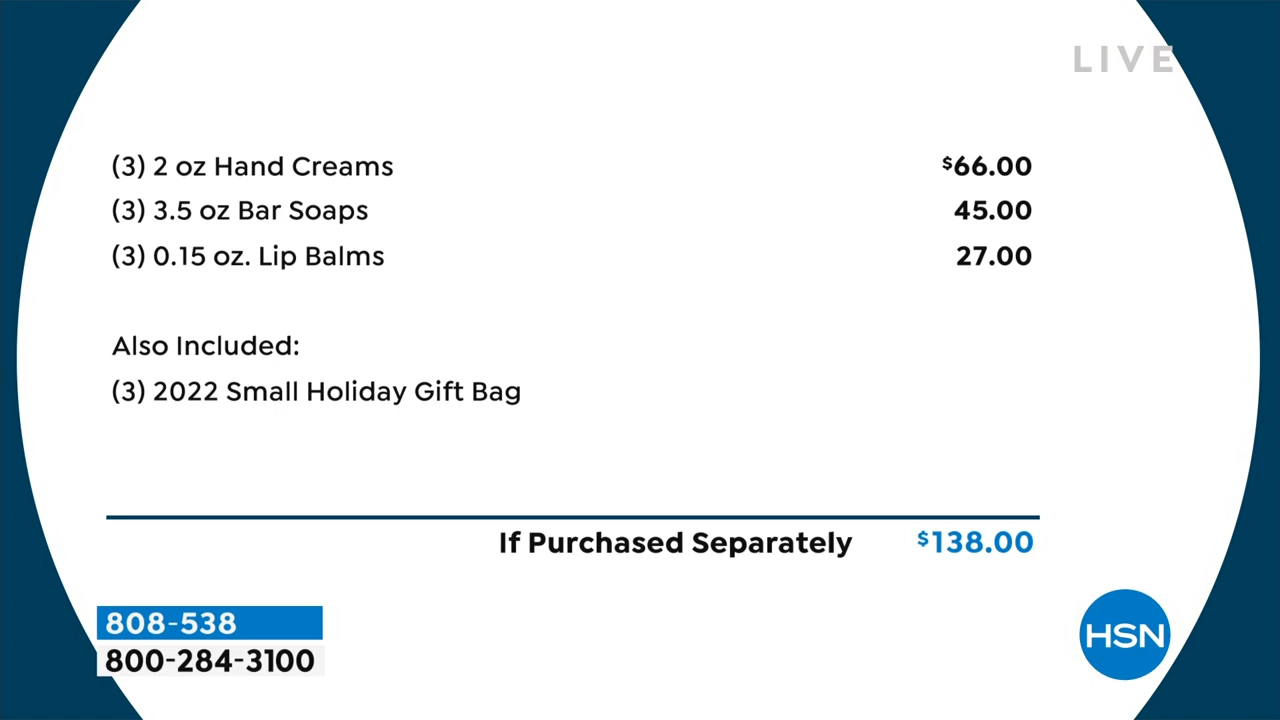 LIVE
(3) 2 oz Hand Creams $66.00
(3) 3.5 oz Bar Soaps 45.00
(3) 0.15 oz. Lip Balms 27.00
Also Included:
(3) 2022 Small Holiday Gift Bag
If Purchased Separately $138.00
808-538
800-284-3100
HSN